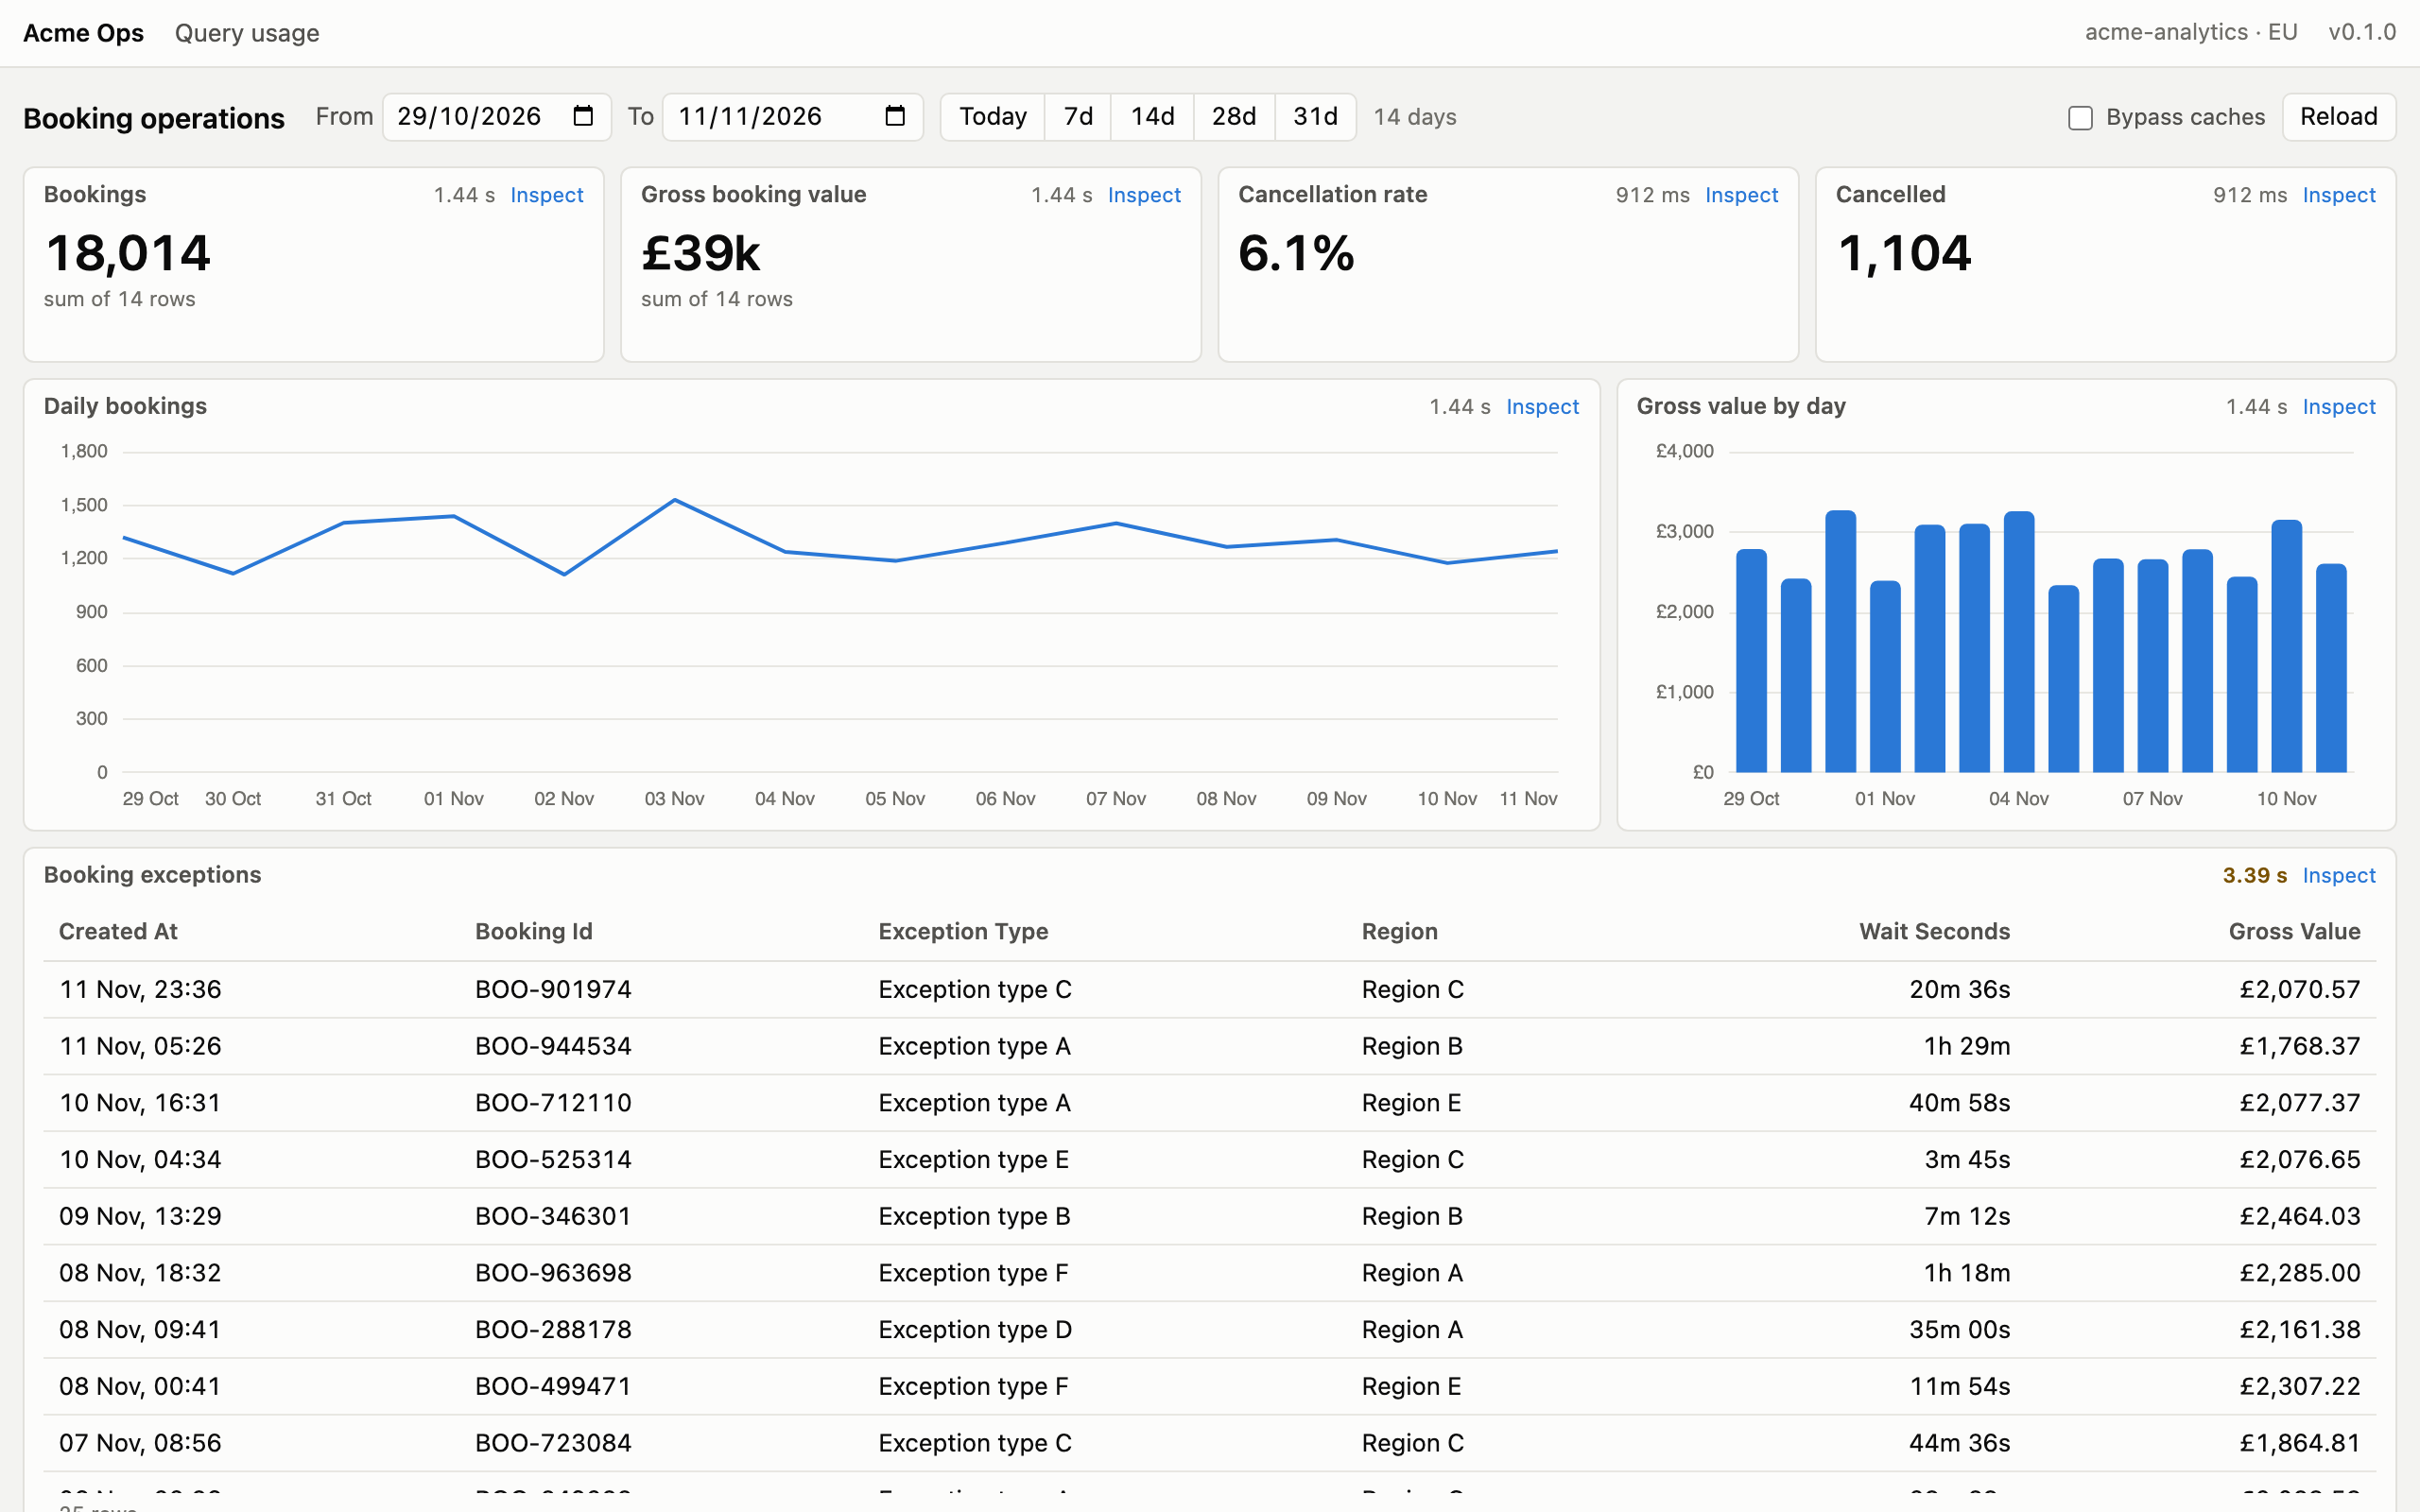 Acme Ops Query usage acme-analytics · EU v0.1.0
Booking operations From 29/10/2026 To 11/11/2026 Today 7d 14d 28d 31d 14 days Bypass caches Reload
Bookings 1.44 s Inspect
18,014
sum of 14 rows
Gross booking value 1.44 s Inspect
£39k
sum of 14 rows
Cancellation rate 912 ms Inspect
6.1%
Cancelled 912 ms Inspect
1,104
Daily bookings 1.44 s Inspect
1,800
1,500
1,200
900
600
300
0
29 Oct 30 Oct 31 Oct 01 Nov 02 Nov 03 Nov 04 Nov 05 Nov 06 Nov 07 Nov 08 Nov 09 Nov 10 Nov 11 Nov
Gross value by day 1.44 s Inspect
£4,000
£3,000
£2,000
£1,000
£0
29 Oct 01 Nov 04 Nov 07 Nov 10 Nov
Booking exceptions 3.39 s Inspect
Created At Booking Id Exception Type Region Wait Seconds Gross Value
11 Nov, 23:36 BOO-901974 Exception type C Region C 20m 36s £2,070.57
11 Nov, 05:26 BOO-944534 Exception type A Region B 1h 29m £1,768.37
10 Nov, 16:31 BOO-712110 Exception type A Region E 40m 58s £2,077.37
10 Nov, 04:34 BOO-525314 Exception type E Region C 3m 45s £2,076.65
09 Nov, 13:29 BOO-346301 Exception type B Region B 7m 12s £2,464.03
08 Nov, 18:32 BOO-963698 Exception type F Region A 1h 18m £2,285.00
08 Nov, 09:41 BOO-288178 Exception type D Region A 35m 00s £2,161.38
08 Nov, 00:41 BOO-499471 Exception type F Region E 11m 54s £2,307.22
07 Nov, 08:56 BOO-723084 Exception type C Region C 44m 36s £1,864.81